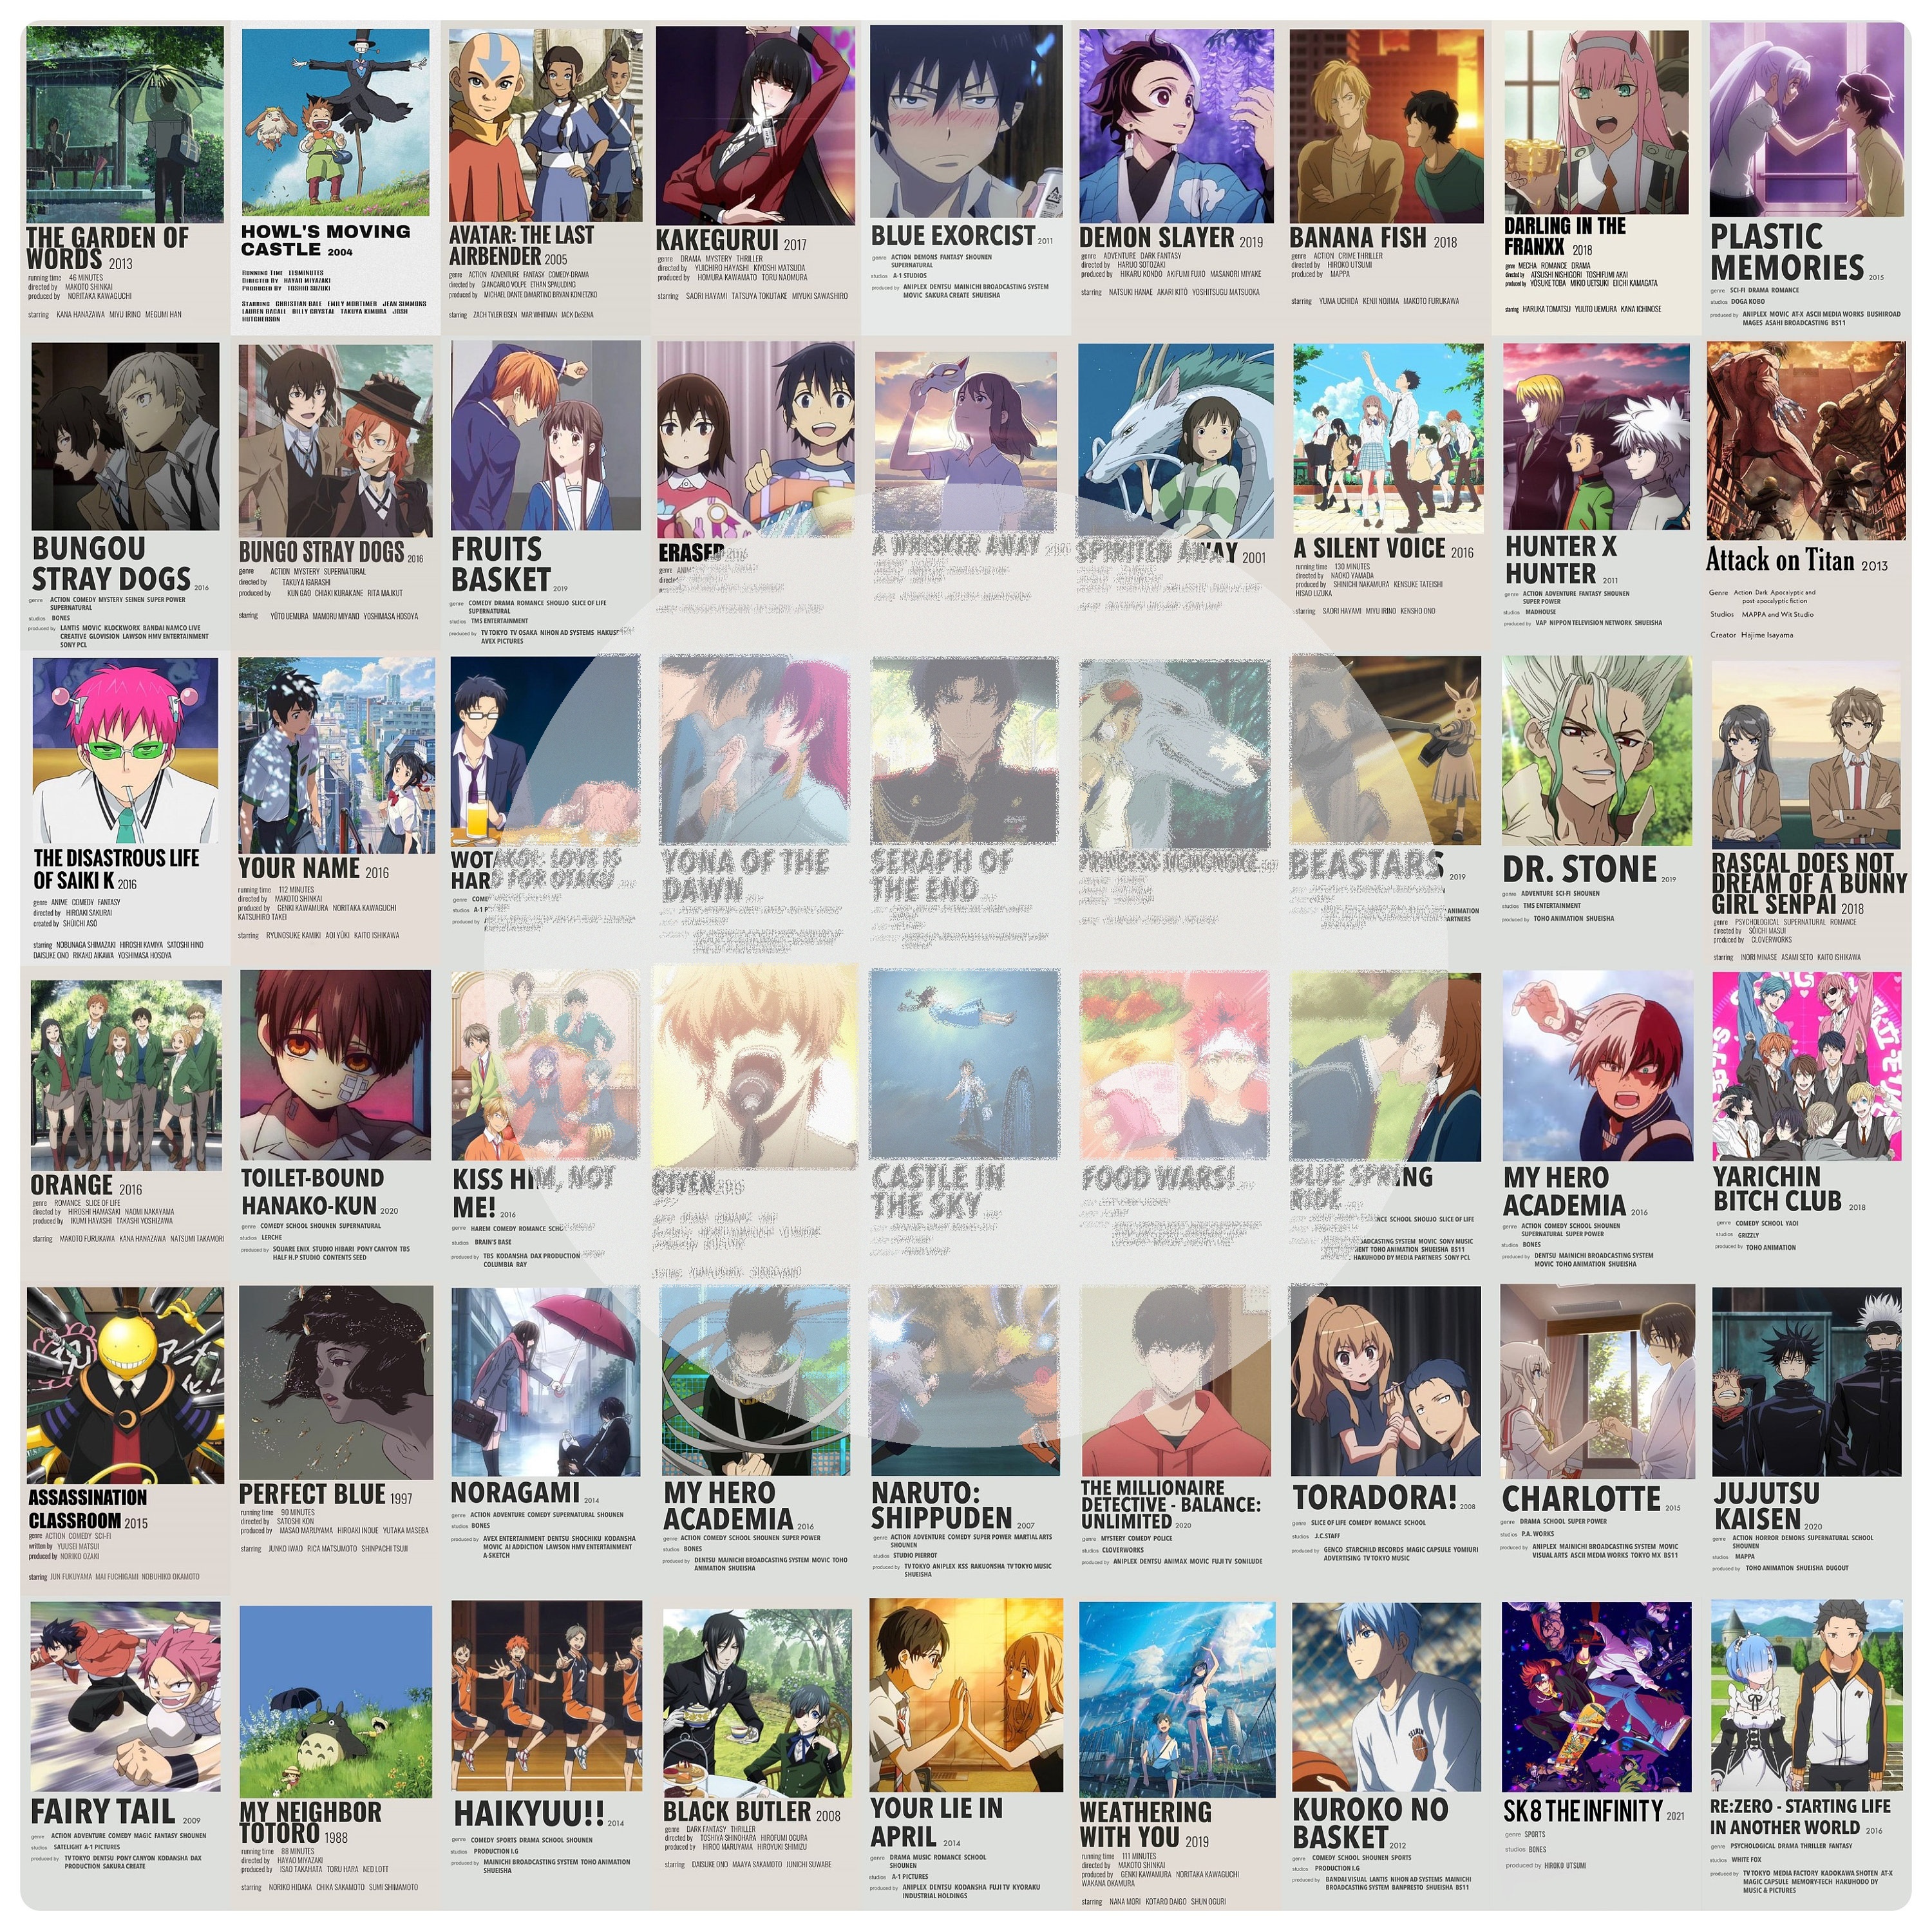 THE GARDEN OF
WORDS 2013
running time 46 MINUTES
directed by MAKOTO SHINKAI
produced by NORITAKA KAWAGUCHI
starring KANA HANAZAWA MIYU IRINO MEGUMI HAN
HOWL'S MOVING
CASTLE 2004
RUNNING TIME 119MINUTES
DIRECTED BY HAYAO MIYAZAKI
PRODUCED BY TOSHIO SUZUKI
STARRING CHRISTIAN BALE EMILY MORTIMER JEAN SIMMONS
LAUREN BACALL BILLY CRYSTAL TAKUYA KIMURA JOSH
HUTCHERSON
AVATAR: THE LAST
AIRBENDER 2005
genre ACTION ADVENTURE FANTASY COMEDY-DRAMA
directed by GIANCARLO VOLPE ETHAN SPAULDING
produced by MICHAEL DANTE DiMARTINO BRYAN KONIETZKO
starring ZACH TYLER EISEN MAR WHITMAN JACK DeSENA
KAKEGURUI 2017
genre DRAMA MYSTERY THRILLER
directed by YUICHIRO HAYASHI KIYOSHI MATSUDA
produced by HOMURA KAWAMATO TORU NAOMURA
starring SAORI HAYAMI TATSUYA TOKUTAKE MIYUKI SAWASHIRO
BLUE EXORCIST 2011
genre ACTION DEMONS FANTASY SHOUNEN
SUPERNATURAL
studios A-1 STUDIOS
produced by ANIPLEX DENTSU MAINICHI BROADCASTING SYSTEM
MOVIC SAKURA CREATE SHUEISHA
DEMON SLAYER 2019
genre ADVENTURE DARK FANTASY
directed by HARUO SOTOZAKI
produced by HIKARU KONDO AKIFUMI FUJIO MASANORI MIYAKE
starring NATSUKI HANAE AKARI KITŌ YOSHITSUGU MATSUOKA
BANANA FISH 2018
genre ACTION CRIME THRILLER
directed by HIROKO UTSUMI
produced by MAPPA
starring YUMA UCHIDA KENJI NOJIMA MAKOTO FURUKAWA
DARLING IN THE
FRANXX 2018
genre MECHA ROMANCE DRAMA
directed by ATSUSHI NISHIGORI TOSHIFUMI AKAI
produced by YŌSUKE TOBA MIKIO UETSUKI EIICHI KAMAGATA
starring HARUKA TOMATSU YUUTO UEMURA KANA ICHINOSE
PLASTIC
MEMORIES 2015
genre SCI-FI DRAMA ROMANCE
studios DOGA KOBO
produced by ANIPLEX MOVIC AT-X ASCII MEDIA WORKS BUSHIROAD
MAGES ASAHI BROADCASTING BS11
BUNGOU
STRAY DOGS 2016
genre ACTION COMEDY MYSTERY SEINEN SUPER POWER
SUPERNATURAL
studios BONES
produced by LANTIS MOVIC KLOCKWORX BANDAI NAMCO LIVE
CREATIVE GLOVISION LAWSON HMV ENTERTAINMENT
SONY PCL
BUNGO STRAY DOGS 2016
genre ACTION MYSTERY SUPERNATURAL
directed by TAKUYA IGARASHI
produced by KUN GAO CHIAKI KURAKANE RITA MAJKUT
starring YŪTO UEMURA MAMORU MIYANO YOSHIMASA HOSOYA
FRUITS
BASKET 2019
genre COMEDY DRAMA ROMANCE SHOUJO SLICE OF LIFE
SUPERNATURAL
studios TMS ENTERTAINMENT
produced by TV TOKYO TV OSAKA NIHON AD SYSTEMS
AVEX PICTURES
ERASED
A WHISKER AWAY
SPIRITED AWAY 2001
A SILENT VOICE 2016
running time 130 MINUTES
directed by NAOKO YAMADA
produced by SHINICHI NAKAMURA KENSUKE TATEISHI
HISAO LIZUKA
starring SAORI HAYAMI MIYU IRINO KENSHO ONO
HUNTER X
HUNTER 2011
genre ACTION ADVENTURE FANTASY SHOUNEN
SUPER POWER
studios MADHOUSE
produced by VAP NIPPON TELEVISION NETWORK SHUEISHA
Attack on Titan 2013
Genre Action Dark Apocalyptic and
post apocalyptic fiction
Studios MAPPA and Wit Studio
Creator Hajime Isayama
THE DISASTROUS LIFE
OF SAIKI K 2016
genre ANIME COMEDY FANTASY
directed by HIROAKI SAKURAI
created by SHŪICHI ASŌ
starring NOBUNAGA SHIMAZAKI HIROSHI KAMIYA SATOSHI HINO
DAISUKE ONO RIKAKO AIKAWA YOSHIMASA HOSOYA
YOUR NAME 2016
running time 112 MINUTES
directed by MAKOTO SHINKAI
produced by GENKI KAWAMURA NORITAKA KAWAGUCHI
KATSUHIRO TAKEI
starring RYUNOSUKE KAMIKI AOI YŪKI KAITO ISHIKAWA
WOTAKOI: LOVE IS
HARD FOR OTAKU
YONA OF THE
DAWN
SERAPH OF
THE END
PRINCESS MONONOKE 1997
BEASTARS 2019
DR. STONE 2019
genre ADVENTURE SCI-FI SHOUNEN
studios TMS ENTERTAINMENT
produced by TOHO ANIMATION SHUEISHA
RASCAL DOES NOT
DREAM OF A BUNNY
GIRL SENPAI 2018
genre PSYCHOLOGICAL SUPERNATURAL ROMANCE
directed by SŌICHI MASUI
produced by CLOVERWORKS
starring INORI MINASE ASAMI SETO KAITO ISHIKAWA
ORANGE 2016
genre ROMANCE SLICE OF LIFE
directed by HIROSHI HAMASAKI NAOMI NAKAYAMA
produced by IKUMI HAYASHI TAKASHI YOSHIZAWA
starring MAKOTO FURUKAWA KANA HANAZAWA NATSUMI TAKAMORI
TOILET-BOUND
HANAKO-KUN 2020
genre COMEDY SCHOOL SHOUNEN SUPERNATURAL
studios LERCHE
produced by SQUARE ENIX STUDIO HIBARI PONY CANYON TBS
HALF H.P STUDIO CONTENTS SEED
KISS HIM, NOT
ME! 2016
genre HAREM COMEDY ROMANCE
studios BRAIN'S BASE
produced by TBS KODANSHA DAX PRODUCTION
COLUMBIA RAY
GIVEN
CASTLE IN
THE SKY
FOOD WARS!
BLUE SPRING
RIDE
SCHOOL SHOUJO SLICE OF LIFE
BROADCASTING SYSTEM MOVIC SONY MUSIC
TOHO ANIMATION SHUEISHA BS11
HAKUHODO DY MEDIA PARTNERS SONY PCL
MY HERO
ACADEMIA 2016
genre ACTION COMEDY SCHOOL SHOUNEN
SUPERNATURAL SUPER POWER
studios BONES
produced by DENTSU MAINICHI BROADCASTING SYSTEM
MOVIC TOHO ANIMATION SHUEISHA
YARICHIN
BITCH CLUB 2018
genre COMEDY SCHOOL YAOI
studios GRIZZLY
produced by TOHO ANIMATION
ASSASSINATION
CLASSROOM 2015
genre ACTION COMEDY SCI-FI
written by YUUSEI MATSUI
produced by NORIKO OZAKI
starring JUN FUKUYAMA MAI FUCHIGAMI NOBUHIKO OKAMOTO
PERFECT BLUE 1997
running time 90 MINUTES
directed by SATOSHI KON
produced by MASAO MARUYAMA HIROAKI INOUE YUTAKA MASEBA
starring JUNKO IWAO RICA MATSUMOTO SHINPACHI TSUJI
NORAGAMI 2014
genre ACTION ADVENTURE COMEDY SUPERNATURAL SHOUNEN
studios BONES
produced by AVEX ENTERTAINMENT DENTSU SHOCHIKU KODANSHA
MOVIC AI ADDICTION LAWSON HMV ENTERTAINMENT
A-SKETCH
MY HERO
ACADEMIA 2016
genre ACTION COMEDY SCHOOL SHOUNEN SUPER POWER
studios BONES
produced by DENTSU MAINICHI BROADCASTING SYSTEM MOVIC TOHO
ANIMATION SHUEISHA
NARUTO:
SHIPPUDEN 2007
genre ACTION ADVENTURE COMEDY SUPER POWER MARTIAL ARTS
SHOUNEN
studios STUDIO PIERROT
produced by TV TOKYO ANIPLEX KSS RAKUONSHA TV TOKYO MUSIC
SHUEISHA
THE MILLIONAIRE
DETECTIVE - BALANCE:
UNLIMITED 2020
genre MYSTERY COMEDY POLICE
studios CLOVERWORKS
produced by ANIPLEX DENTSU ANIMAX MOVIC FUJI TV SONILUDE
TORADORA! 2008
genre SLICE OF LIFE COMEDY ROMANCE SCHOOL
studios J.C.STAFF
produced by GENCO STARCHILD RECORDS MAGIC CAPSULE YOMIURI
ADVERTISING TV TOKYO MUSIC
CHARLOTTE 2015
genre DRAMA SCHOOL SUPER POWER
studios P.A. WORKS
produced by ANIPLEX MAINICHI BROADCASTING SYSTEM MOVIC
VISUAL ARTS ASCII MEDIA WORKS TOKYO MX BS11
JUJUTSU
KAISEN 2020
genre ACTION HORROR DEMONS SUPERNATURAL SCHOOL
SHOUNEN
studios MAPPA
produced by TOHO ANIMATION SHUEISHA DUGOUT
FAIRY TAIL 2009
genre ACTION ADVENTURE COMEDY MAGIC FANTASY SHOUNEN
studios SATELIGHT A-1 PICTURES
produced by TV TOKYO DENTSU PONY CANYON KODANSHA DAX
PRODUCTION SAKURA CREATE
MY NEIGHBOR
TOTORO 1988
running time 88 MINUTES
directed by HAYAO MIYAZAKI
produced by ISAO TAKAHATA TORU HARA NED LOTT
starring NORIKO HIDAKA CHIKA SAKAMOTO SUMI SHIMAMOTO
HAIKYUU!! 2014
genre COMEDY SPORTS DRAMA SCHOOL SHOUNEN
studios PRODUCTION I.G
produced by MAINICHI BROADCASTING SYSTEM TOHO ANIMATION
SHUEISHA
BLACK BUTLER 2008
genre DARK FANTASY THRILLER
directed by TOSHIYA SHINOHARA HIROFUMI OGURA
produced by HIROO MARUYAMA HIROYUKI SHIMIZU
starring DAISUKE ONO MAAYA SAKAMOTO JUNICHI SUWABE
YOUR LIE IN
APRIL 2014
genre DRAMA MUSIC ROMANCE SCHOOL
SHOUNEN
studios A-1 PICTURES
produced by ANIPLEX DENTSU KODANSHA FUJI TV KYORAKU
INDUSTRIAL HOLDINGS
WEATHERING
WITH YOU 2019
running time 111 MINUTES
directed by MAKOTO SHINKAI
produced by GENKI KAWAMURA NORITAKA KAWAGUCHI
WAKANA OKAMURA
starring NANA MORI KOTARO DAIGO SHUN OGURI
KUROKO NO
BASKET 2012
genre COMEDY SCHOOL SHOUNEN SPORTS
studios PRODUCTION I.G
produced by BANDAI VISUAL LANTIS NIHON AD SYSTEMS MAINICHI
BROADCASTING SYSTEM BANPRESTO SHUEISHA BS11
SK8 THE INFINITY 2021
genre SPORTS
studios BONES
produced by HIROKO UTSUMI
RE:ZERO - STARTING LIFE
IN ANOTHER WORLD 2016
genre PSYCHOLOGICAL DRAMA THRILLER FANTASY
studios WHITE FOX
produced by TV TOKYO MEDIA FACTORY KADOKAWA SHOTEN AT-X
MAGIC CAPSULE MEMORY-TECH HAKUHODO DY
MUSIC & PICTURES